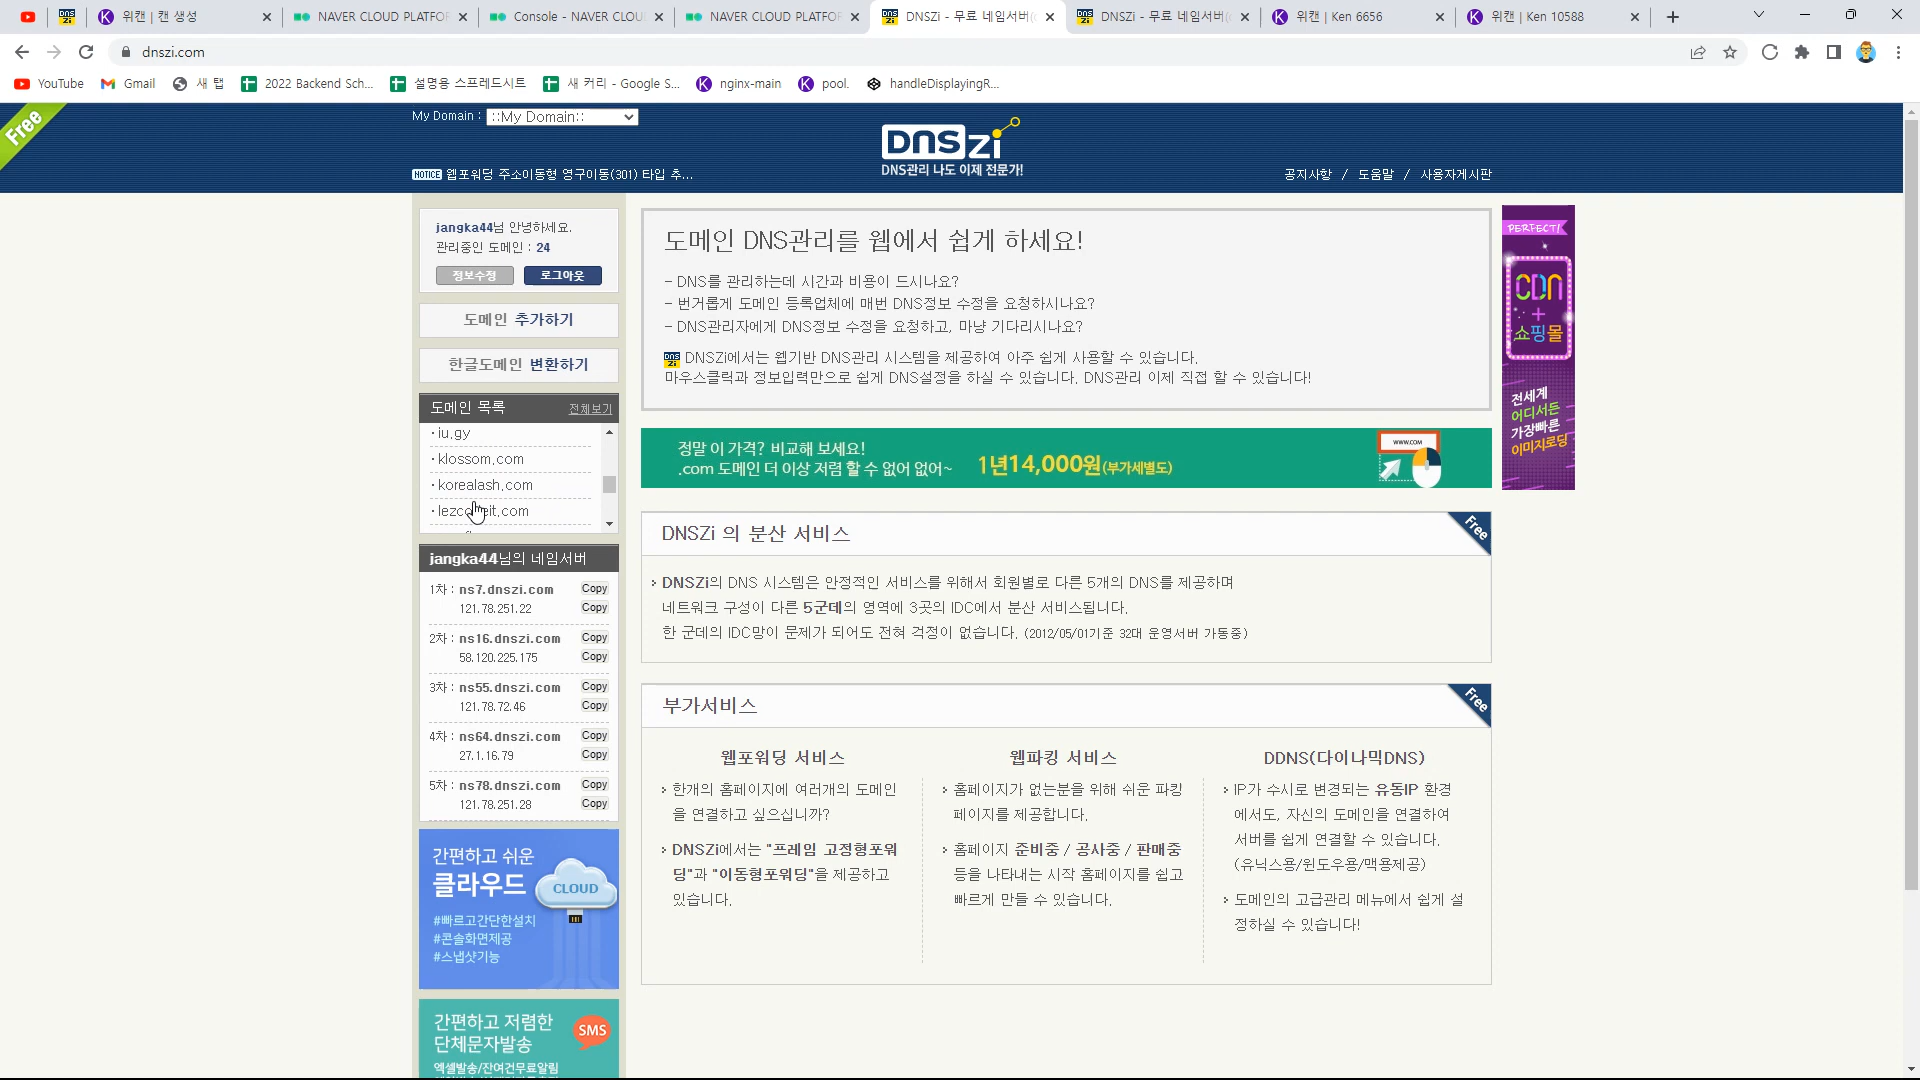 위캔 | 캔 생성
NAVER CLOUD PLATFOR
Console - NAVER CLOU
NAVER CLOUD PLATFOR
DNSZi - 무료 네임서버(
DNSZi - 무료 네임서버(
위캔 | Ken 6656
위캔 | Ken 10588
dnszi.com
YouTube
Gmail
새 탭
2022 Backend Sch...
설명용 스프레드시트
새 커리 - Google S...
nginx-main
pool.
handleDisplayingR...
Free
My Domain :
::My Domain::
DNSZi
DNS관리 나도 이제 전문가!
NOTICE 웹포워딩 주소이동형 영구이동(301) 타입 추...
공지사항 / 도움말 / 사용자게시판
jangka44님 안녕하세요.
관리중인 도메인 : 24
정보수정
로그아웃
도메인 추가하기
한글도메인 변환하기
도메인 목록
전체보기
iu.gy
klossom.com
korealash.com
jangka44님의 네임서버
1차 : ns7.dnszi.com Copy
121.78.251.22 Copy
2차 : ns16.dnszi.com Copy
58.120.225.175 Copy
3차 : ns55.dnszi.com Copy
121.78.72.46 Copy
4차 : ns64.dnszi.com Copy
27.1.16.79 Copy
5차 : ns78.dnszi.com Copy
121.78.251.28 Copy
간편하고 쉬운
클라우드
CLOUD
#빠르고간단한설치
#콘솔화면제공
#스냅샷기능
간편하고 저렴한
단체문자발송
SMS
엑셀발송/잔여건무료알림
도메인 DNS관리를 웹에서 쉽게 하세요!
- DNS를 관리하는데 시간과 비용이 드시나요?
- 번거롭게 도메인 등록업체에 매번 DNS정보 수정을 요청하시나요?
- DNS관리자에게 DNS정보 수정을 요청하고, 마냥 기다리시나요?
DNSZi에서는 웹기반 DNS관리 시스템을 제공하여 아주 쉽게 사용할 수 있습니다.
마우스클릭과 정보입력만으로 쉽게 DNS설정을 하실 수 있습니다. DNS관리 이제 직접 할 수 있습니다!
정말 이 가격? 비교해 보세요!
.com 도메인 더 이상 저렴 할 수 없어 없어~
1년14,000원(부가세별도)
WWW.COM
DNSZi 의 분산 서비스
Free
DNSZi의 DNS 시스템은 안정적인 서비스를 위해서 회원별로 다른 5개의 DNS를 제공하며
네트워크 구성이 다른 5군데의 영역에 3곳의 IDC에서 분산 서비스됩니다.
한 군데의 IDC망이 문제가 되어도 전혀 걱정이 없습니다. (2012/05/01기준 32대 운영서버 가동중)
부가서비스
Free
웹포워딩 서비스
한개의 홈페이지에 여러개의 도메인
을 연결하고 싶으십니까?
DNSZi에서는 "프레임 고정형포워
딩"과 "이동형포워딩"을 제공하고
있습니다.
웹파킹 서비스
홈페이지가 없는분을 위해 쉬운 파킹
페이지를 제공합니다.
홈페이지 준비중 / 공사중 / 판매중
등을 나타내는 시작 홈페이지를 쉽고
빠르게 만들 수 있습니다.
DDNS(다이나믹DNS)
IP가 수시로 변경되는 유동IP 환경
에서도, 자신의 도메인을 연결하여
서버를 쉽게 연결할 수 있습니다.
(유닉스용/윈도우용/맥용제공)
도메인의 고급관리 메뉴에서 쉽게 설
정하실 수 있습니다!
PERFECT!
CDN
+
쇼핑몰
전세계
어디서든
가장빠른
이미지로딩